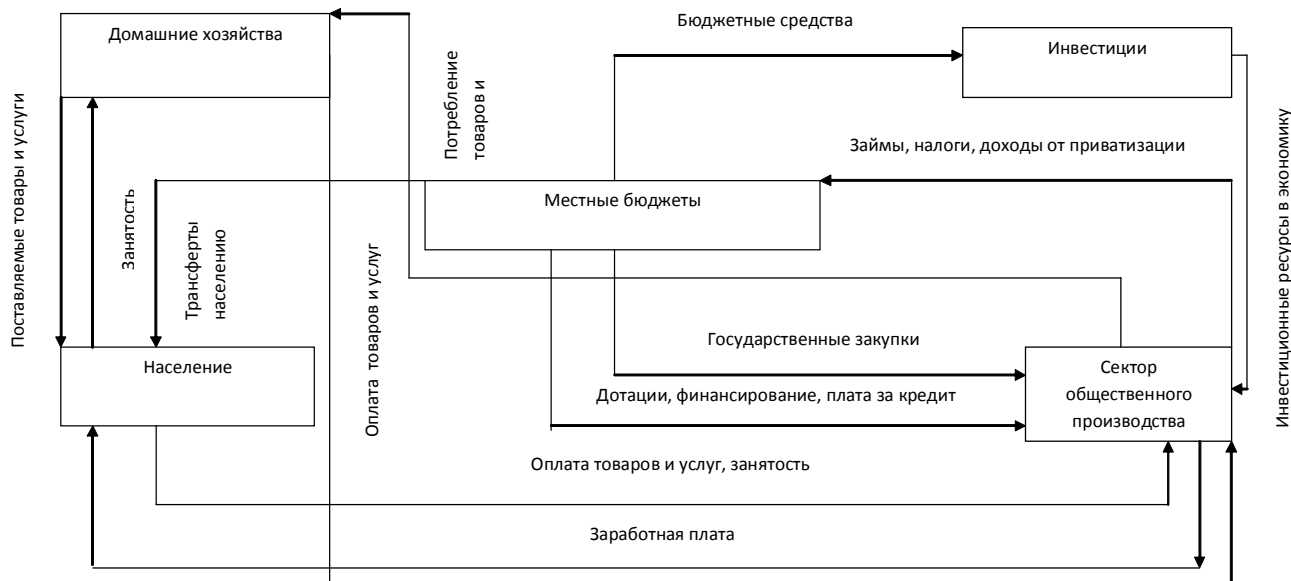 Бюджетные средства
Домашние хозяйства
Инвестиции
Потребление
товаров и
Поставляемые товары и услуги
Займы, налоги, доходы от приватизации
Инвестиционные ресурсы в экономику
Местные бюджеты
Занятость
Трансферты
населению
Оплата товаров и услуг
Государственные закупки
Население
Сектор
общественного
производства
Дотации, финансирование, плата за кредит
Оплата товаров и услуг, занятость
Заработная плата